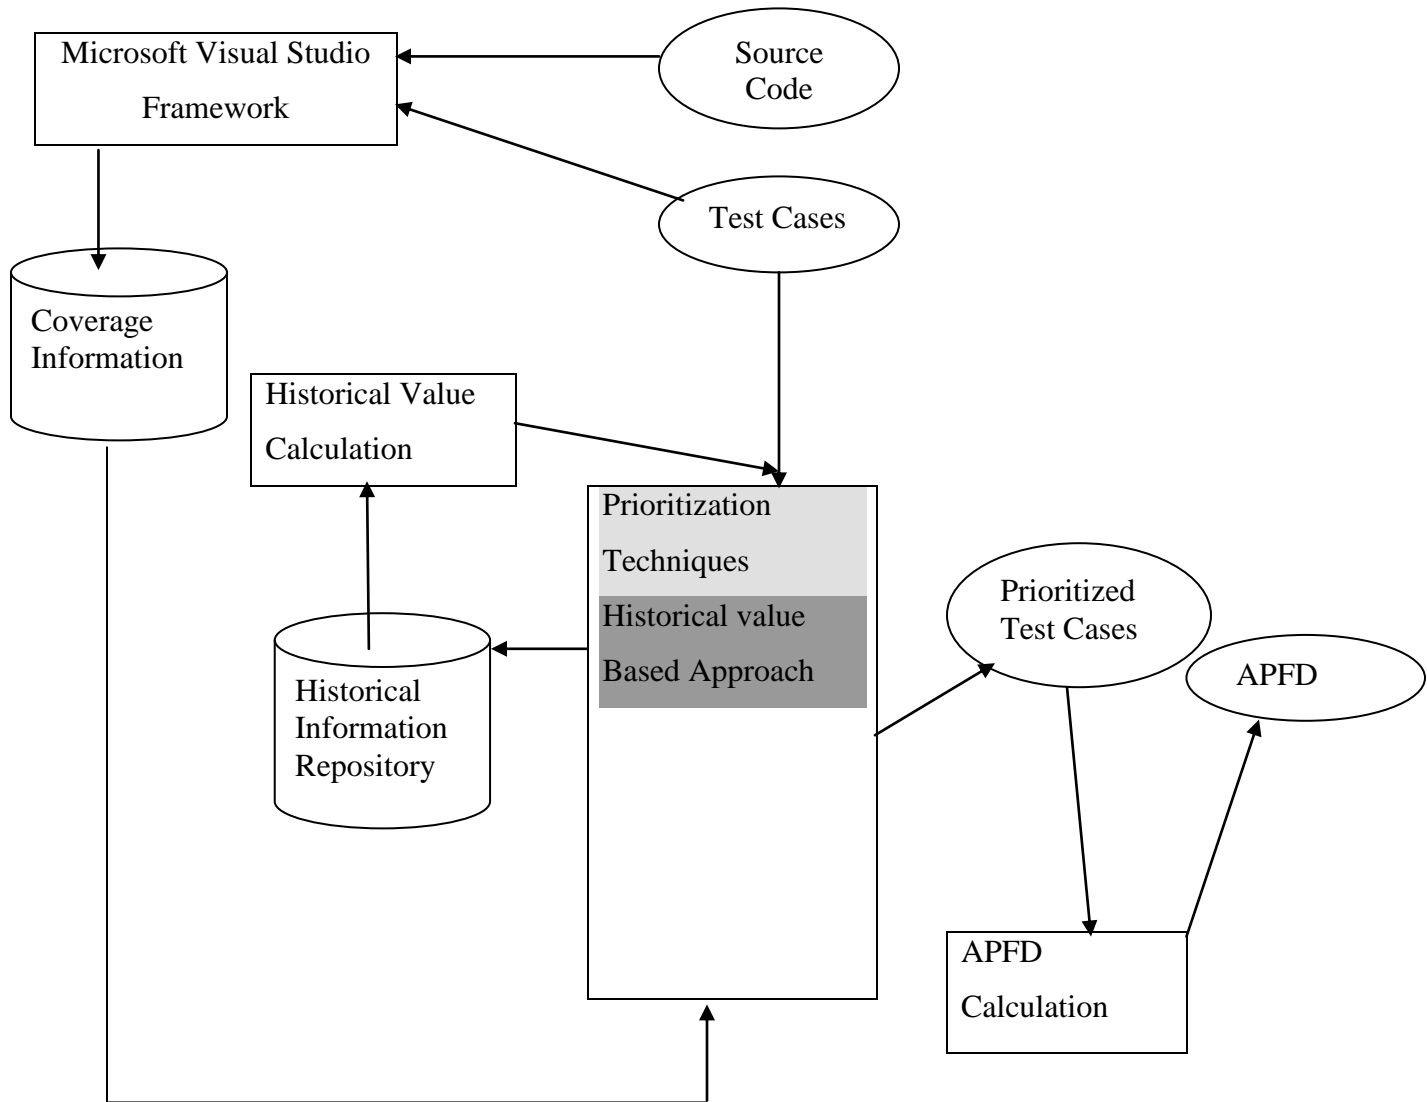 Microsoft Visual Studio
Framework
Source
Code
Test Cases
Coverage
Information
Historical Value
Calculation
Prioritization
Techniques
Historical value
Based Approach
Historical
Information
Repository
Prioritized
Test Cases
APFD
APFD
Calculation